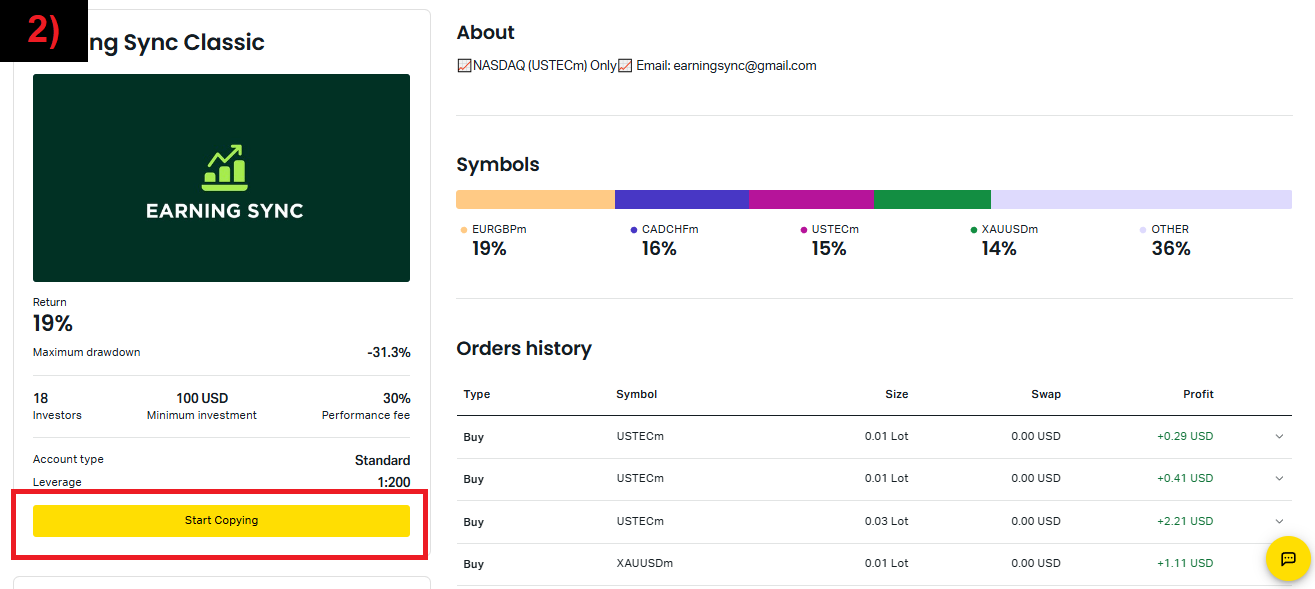 2)
ng Sync Classic
EARNING SYNC
Return
19%
Maximum drawdown -31.3%
18 100 USD 30%
Investors Minimum investment Performance fee
Account type Standard
Leverage 1:200
Start Copying
About
📈NASDAQ (USTECm) Only📈 Email: earningsync@gmail.com
Symbols
EURGBPm CADCHFm USTECm XAUUSDm OTHER
19% 16% 15% 14% 36%
Orders history
Type Symbol Size Swap Profit
Buy USTECm 0.01 Lot 0.00 USD +0.29 USD
Buy USTECm 0.01 Lot 0.00 USD +0.41 USD
Buy USTECm 0.03 Lot 0.00 USD +2.21 USD
Buy XAUUSDm 0.01 Lot 0.00 USD +1.11 USD